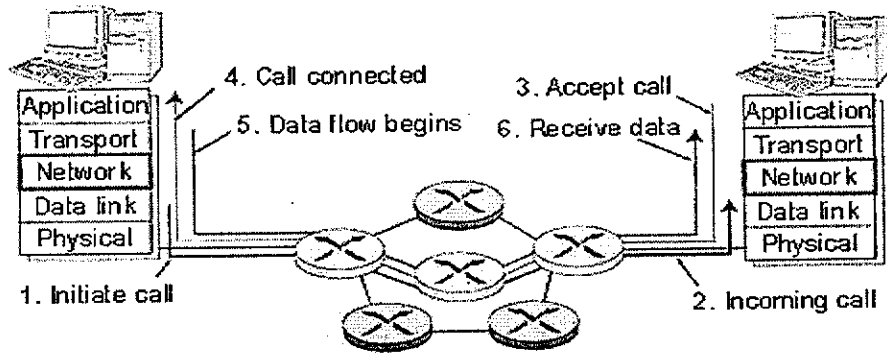 4. Call connected
3. Accept call
5. Data flow begins
6. Receive data
Application
Transport
Network
Data link
Physical
Application
Transport
Network
Data link
Physical
1. Initiate call
2. Incoming call